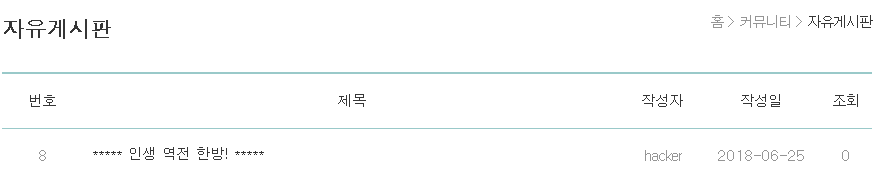 자유게시판
홈 > 커뮤니티 > 자유게시판
번호 제목 작성자 작성일 조회
8 ***** 인생 역전 한방! ***** hacker 2018-06-25 0